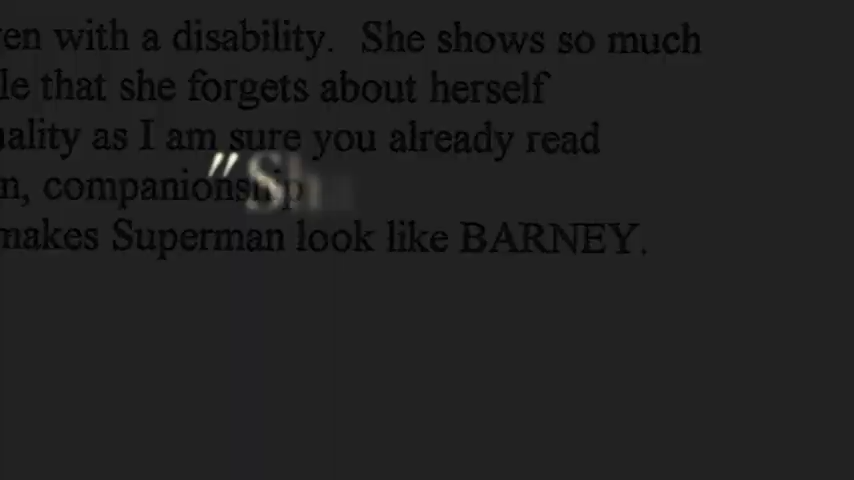 en with a disability.  She shows so much
le that she forgets about herself
ality as I am sure you already read
"Sh
companionship
makes Superman look like BARNEY.